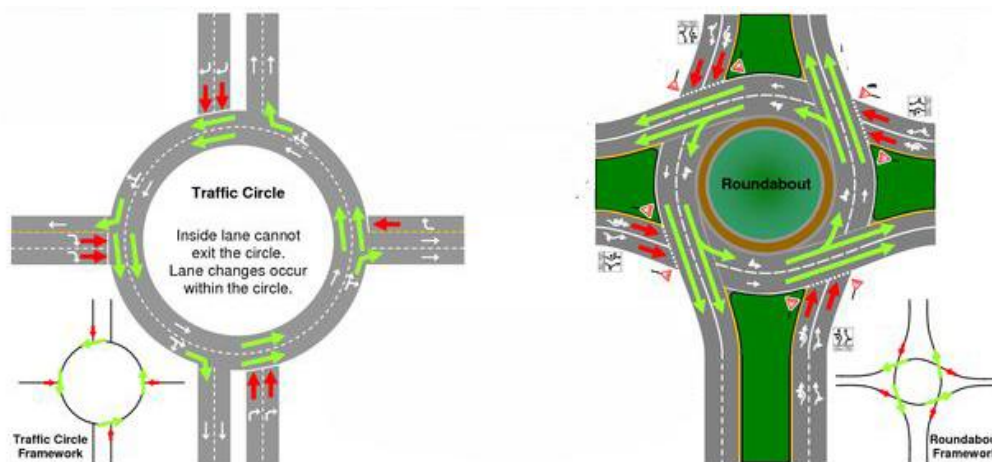 Traffic Circle
Inside lane cannot
exit the circle.
Lane changes occur
within the circle.
Traffic Circle
Framework
Roundabout
Roundabou
Framework